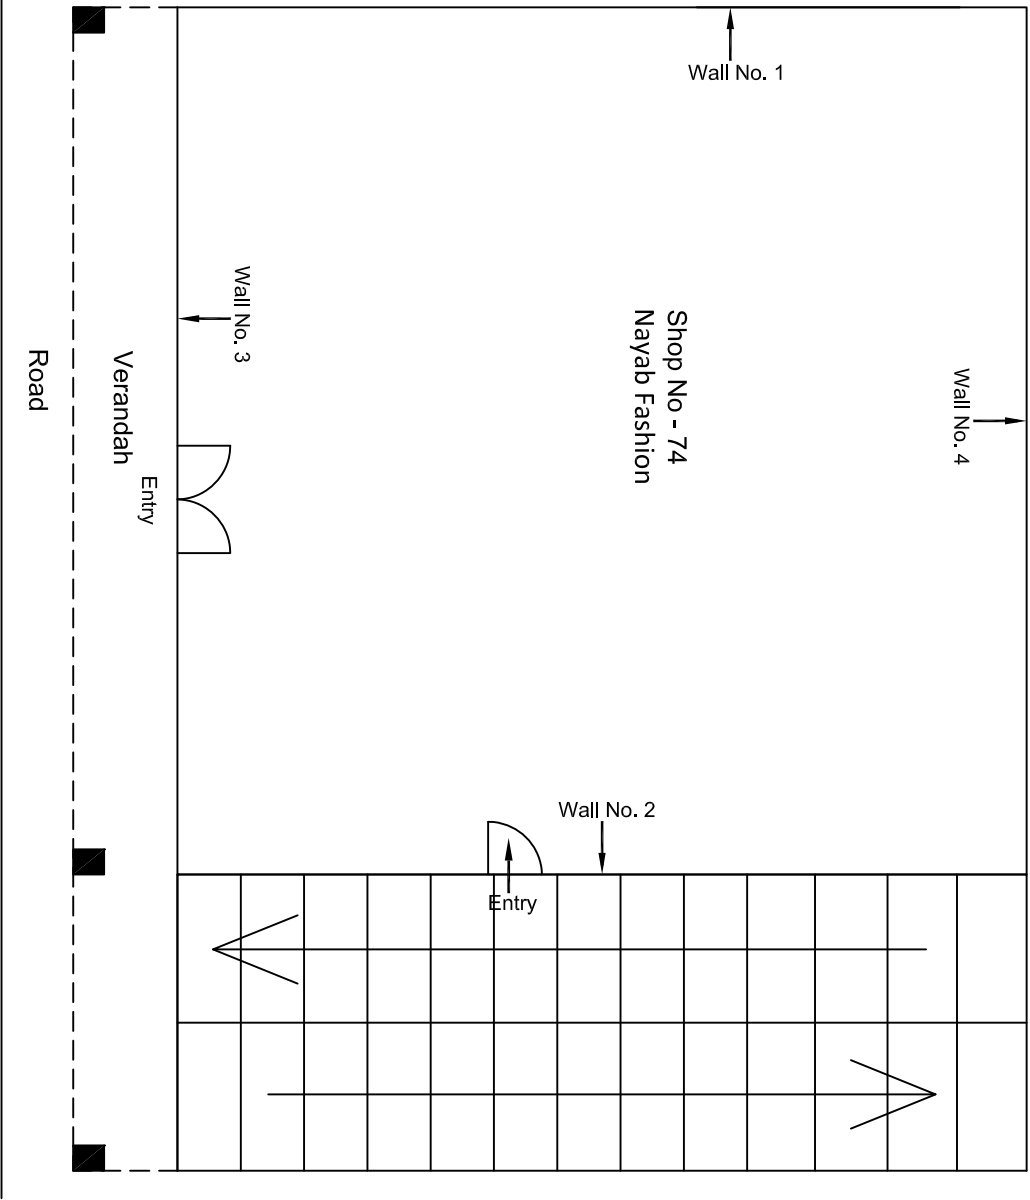 Wall No. 1
Wall No. 3
Shop No - 74
Nayab Fashion
Wall No. 4
Verandah
Road
Entry
Wall No. 2
Entry